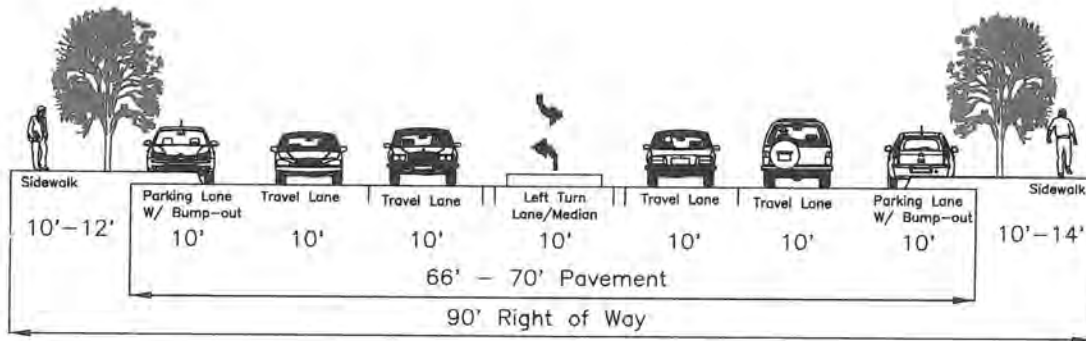 Sidewalk
10'-12'
Parking Lane
W/ Bump-out
10'
Travel Lane
10'
Travel Lane
10'
Left Turn
Lane/Median
10'
Travel Lane
10'
Travel Lane
10'
Parking Lane
W/ Bump-out
10'
Sidewalk
10'-14'
66' - 70' Pavement
90' Right of Way